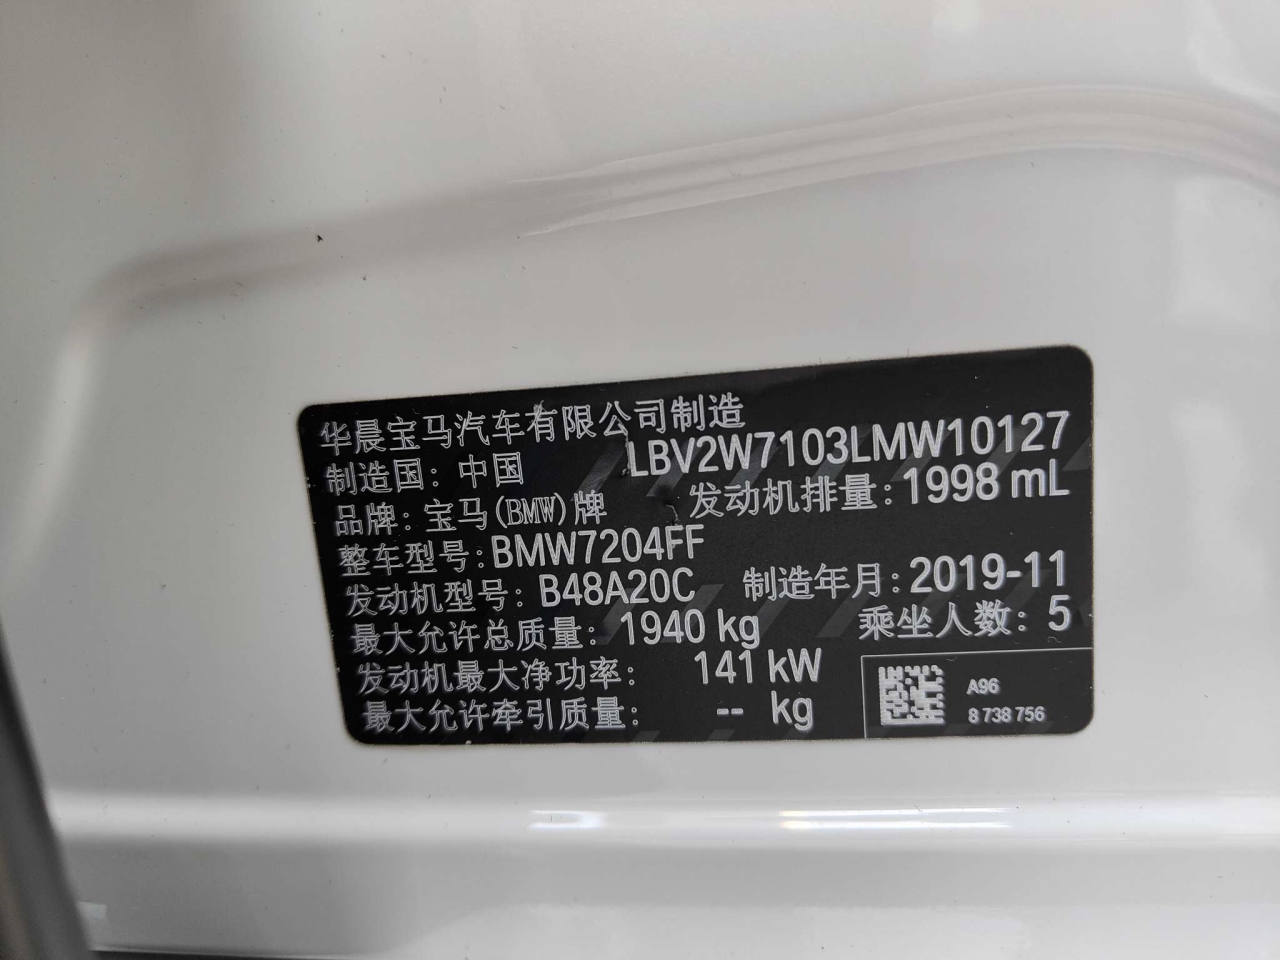 华晨宝马汽车有限公司制造
制造国：中国 LBV2W7103LMW10127
品牌：宝马(BMW)牌 发动机排量：1998 mL
整车型号：BMW7204FF
发动机型号：B48A20C 制造年月：2019-11
最大允许总质量：1940 kg 乘坐人数：5
发动机最大净功率：141 kW
最大允许牵引质量：-- kg
A96
8 738 756